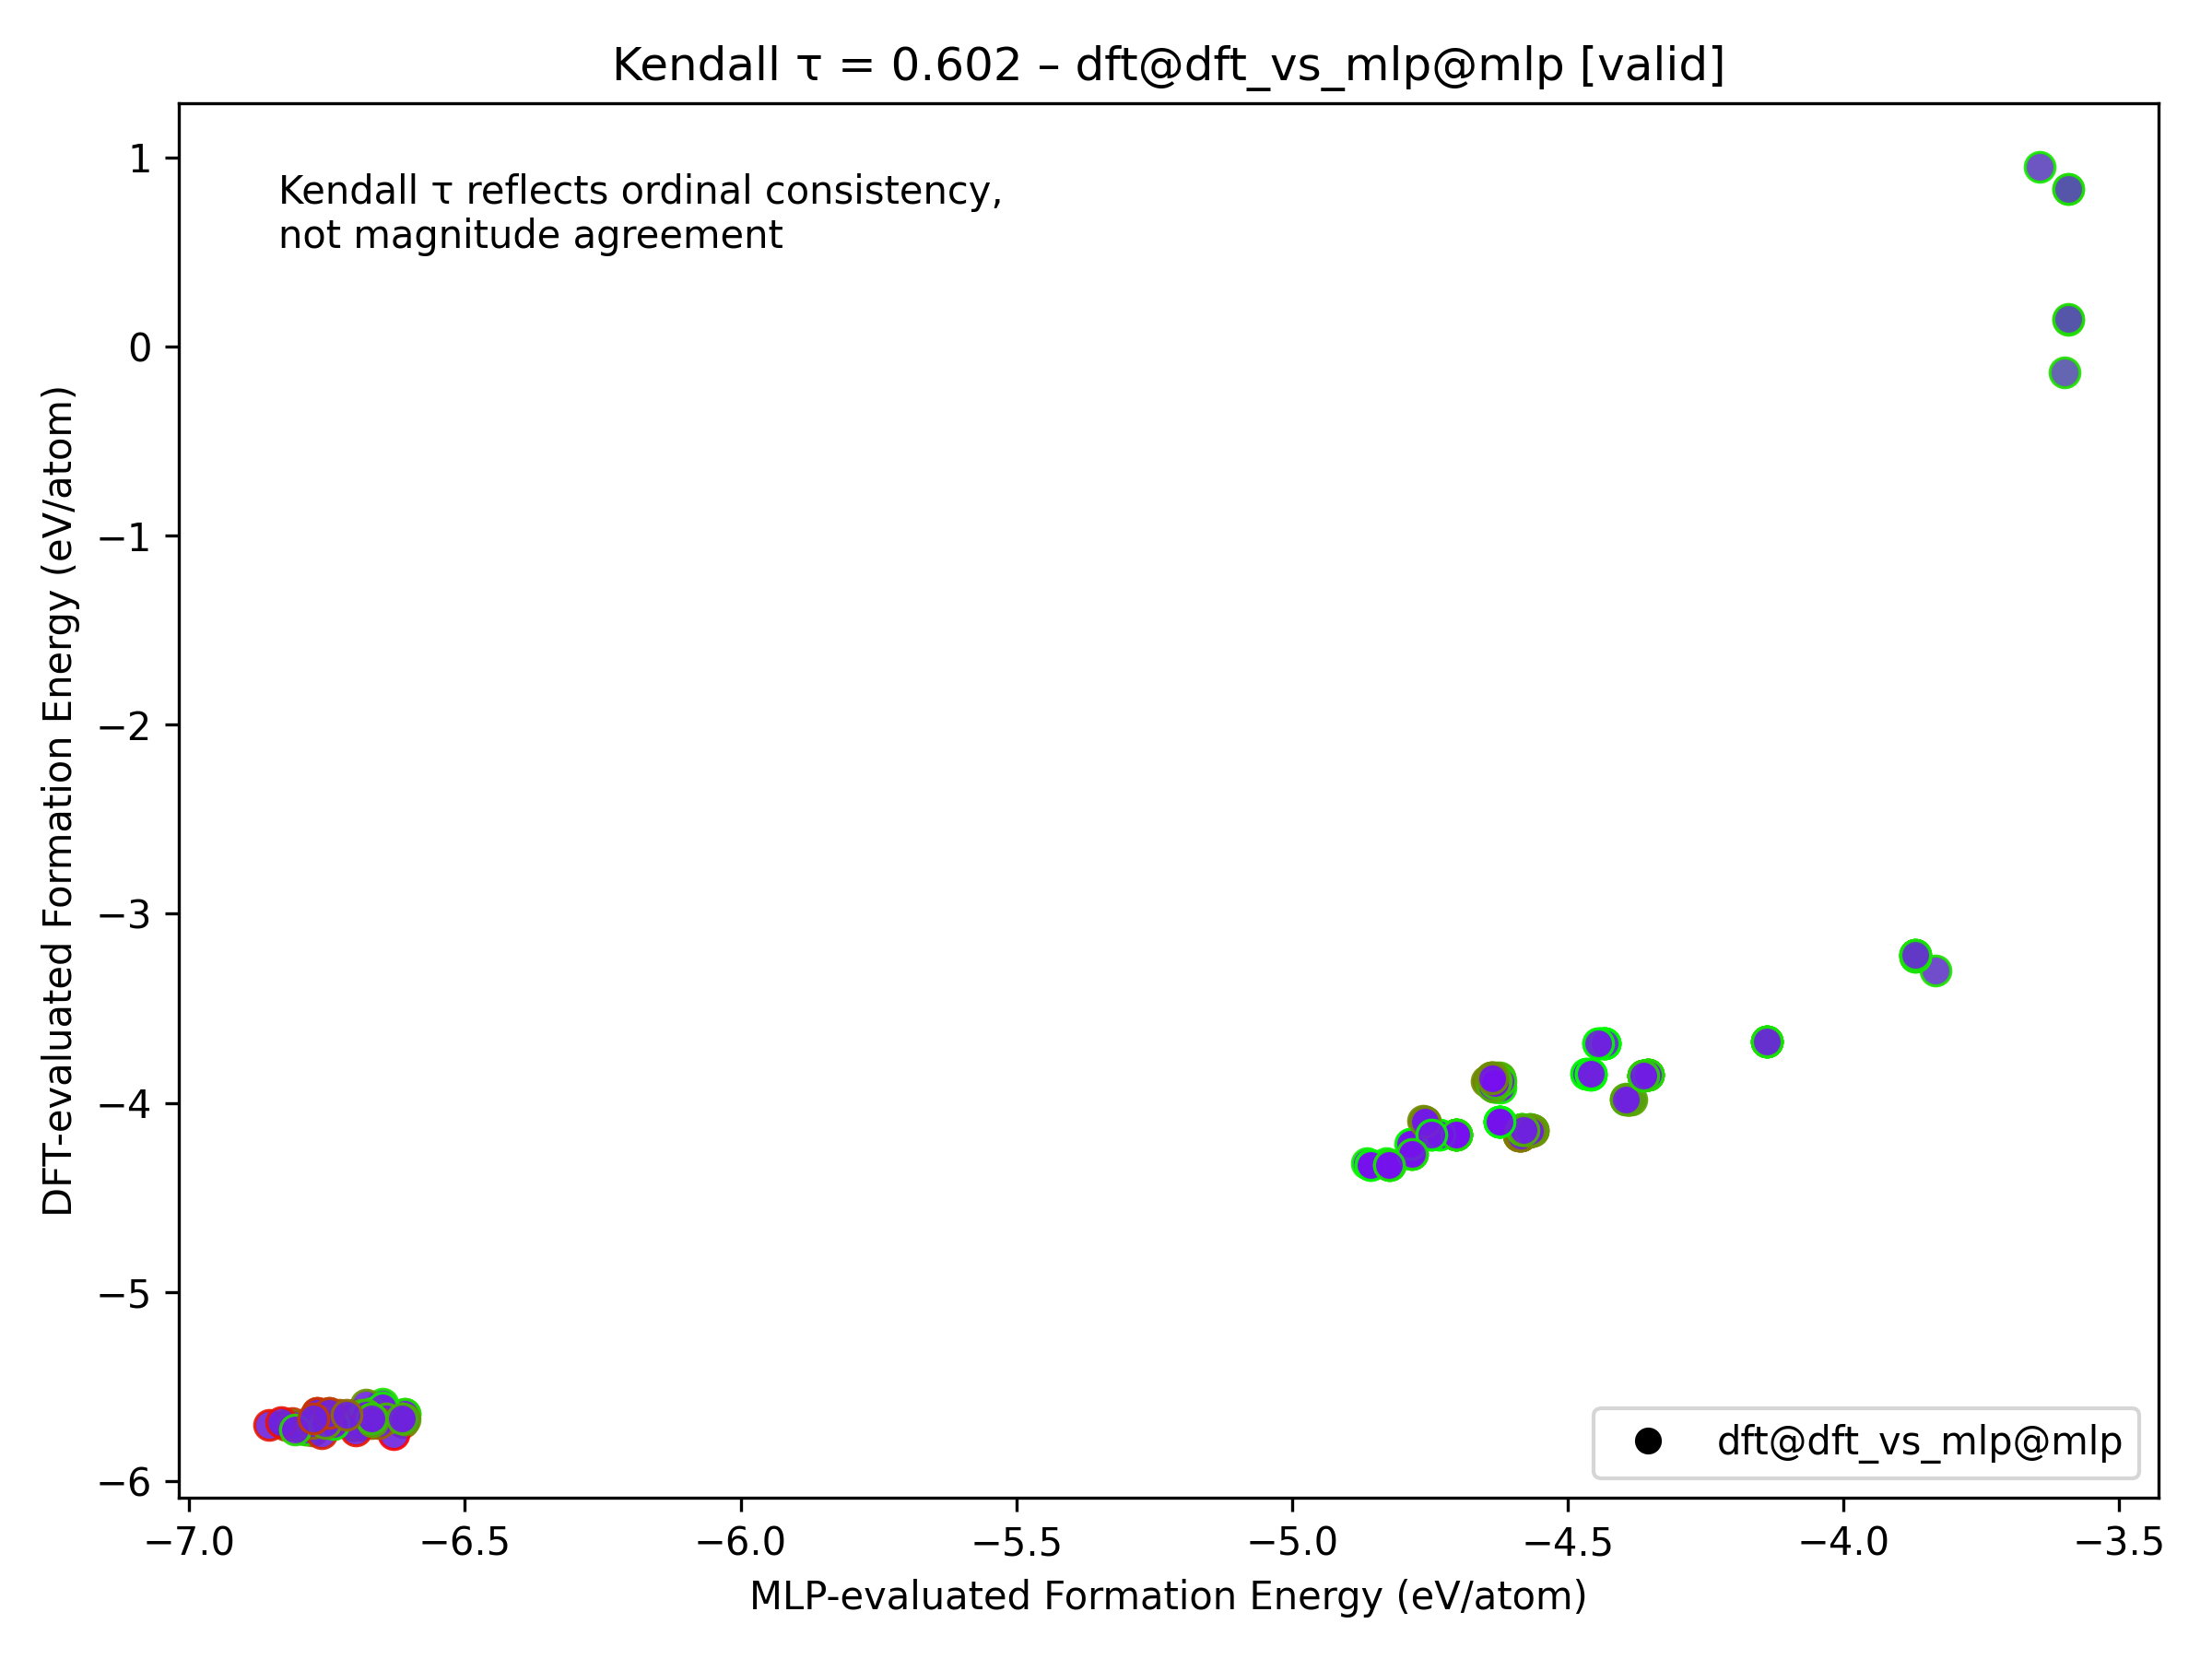 Kendall τ = 0.602 – dft@dft_vs_mlp@mlp [valid]
Kendall τ reflects ordinal consistency,
not magnitude agreement
DFT-evaluated Formation Energy (eV/atom)
1
0
−1
−2
−3
−4
−5
−6
dft@dft_vs_mlp@mlp
−7.0 −6.5 −6.0 −5.5 −5.0 −4.5 −4.0 −3.5
MLP-evaluated Formation Energy (eV/atom)